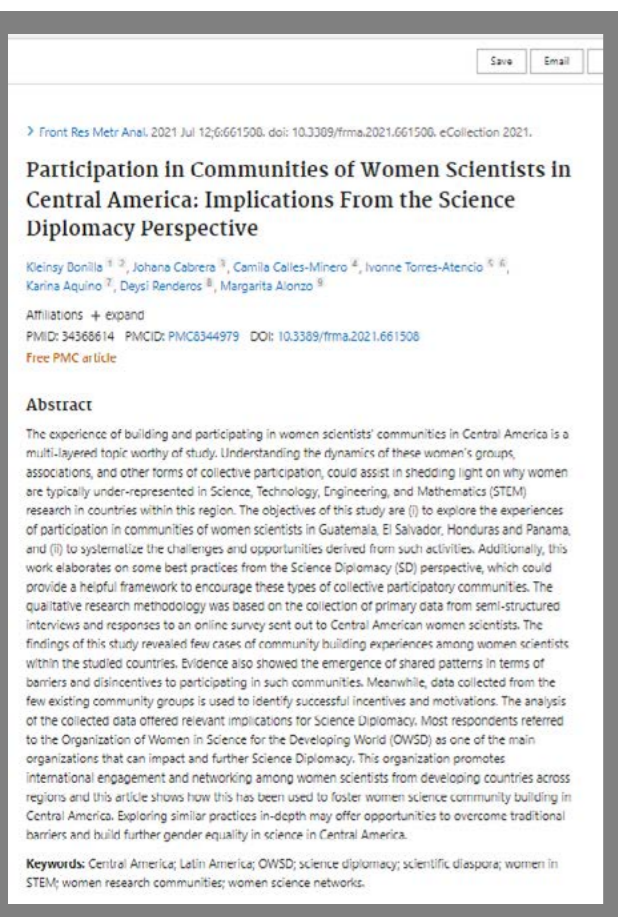 Save Email
> Front Res Metr Anal. 2021 Jul 12;6:661508. doi: 10.3389/frma.2021.661508. eCollection 2021.
Participation in Communities of Women Scientists in
Central America: Implications From the Science
Diplomacy Perspective
Kleinsy Bonilla 1 2, Johana Cabrera 3, Camila Calles-Minero 4, Ivonne Torres-Atencio 5 6,
Karina Aquino 7, Deysi Renderos 8, Margarita Alonzo 9
Affiliations + expand
PMID: 34368614 PMCID: PMC8344979 DOI: 10.3389/frma.2021.661508
Free PMC article
Abstract
The experience of building and participating in women scientists' communities in Central America is a
multi-layered topic worthy of study. Understanding the dynamics of these women's groups,
associations, and other forms of collective participation, could assist in shedding light on why women
are typically under-represented in Science, Technology, Engineering, and Mathematics (STEM)
research in countries within this region. The objectives of this study are (i) to explore the experiences
of participation in communities of women scientists in Guatemala, El Salvador, Honduras and Panama,
and (ii) to systematize the challenges and opportunities derived from such activities. Additionally, this
work elaborates on some best practices from the Science Diplomacy (SD) perspective, which could
provide a helpful framework to encourage these types of collective participatory communities. The
qualitative research methodology was based on the collection of primary data from semi-structured
interviews and responses to an online survey sent out to Central American women scientists. The
findings of this study revealed few cases of community building experiences among women scientists
within the studied countries. Evidence also showed the emergence of shared patterns in terms of
barriers and disincentives to participating in such communities. Meanwhile, data collected from the
few existing community groups is used to identify successful incentives and motivations. The analysis
of the collected data offered relevant implications for Science Diplomacy. Most respondents referred
to the Organization of Women in Science for the Developing World (OWSD) as one of the main
organizations that can impact and further Science Diplomacy. This organization promotes
international engagement and networking among women scientists from developing countries across
regions and this article shows how this has been used to foster women science community building in
Central America. Exploring similar practices in-depth may offer opportunities to overcome traditional
barriers and build further gender equality in science in Central America.
Keywords: Central America; Latin America; OWSD; science diplomacy; scientific diaspora; women in
STEM; women research communities; women science networks.